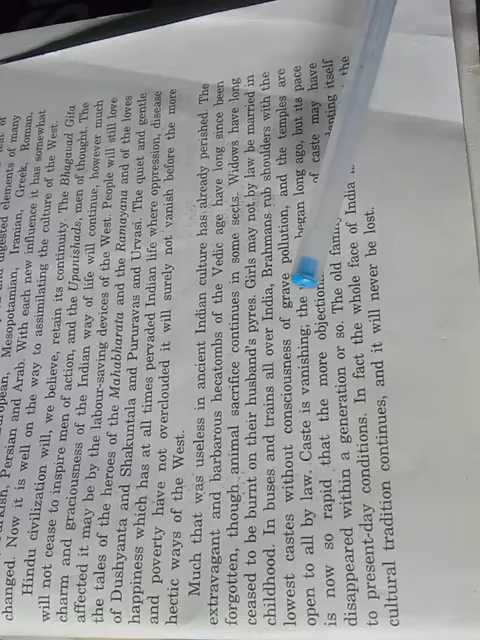 great of
and digested elements of many
Turkish, European, Mesopotamian, Iranian, Greek, Roman,
changed. Now it is well on the way to assimilating the culture of the West.
Persian and Arab. With each new influence it has somewhat
Hindu civilization will, we believe, retain its continuity. The Bhagavad Gita
will not cease to inspire men of action, and the Upanishads, men of thought. The
charm and graciousness of the Indian way of life will continue, however much
affected it may be by the labour-saving devices of the West. People will still love
the tales of the heroes of the Mahabharata and the Ramayana and of the loves
of Dushyanta and Shakuntala and Pururavas and Urvasi. The quiet and gentle
happiness which has at all times pervaded Indian life where oppression, disease
and poverty have not overclouded it will surely not vanish before the more
hectic ways of the West.
Much that was useless in ancient Indian culture has already perished. The
extravagant and barbarous hecatombs of the Vedic age have long since been
forgotten, though animal sacrifice continues in some sects. Widows have long
ceased to be burnt on their husband's pyres. Girls may not by law be married in
childhood. In buses and trains all over India, Brahmans rub shoulders with the
lowest castes without consciousness of grave pollution, and the temples are
open to all by law. Caste is vanishing; the began long ago, but its pace
is now so rapid that the more of caste may have
disappeared within a generation or so. The old itself
to present-day conditions. In fact the whole face of India the
cultural tradition continues, and it will never be lost.